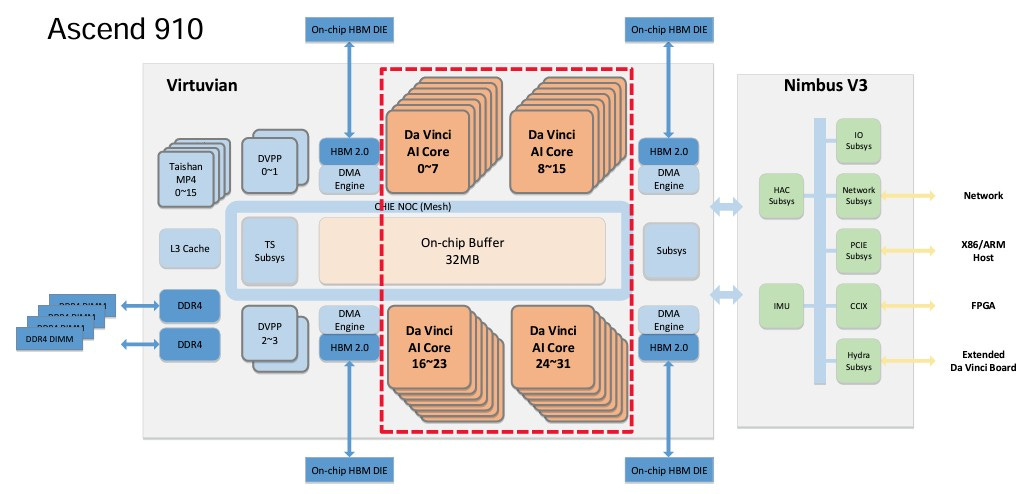 Ascend 910
On-chip HBM DIE
On-chip HBM DIE
Virtuvian
Nimbus V3
Taishan
MP4
0~15
DVPP
0~1
HBM 2.0
DMA
Engine
Da Vinci
AI Core
0~7
Da Vinci
AI Core
8~15
HBM 2.0
DMA
Engine
CHIE NOC (Mesh)
L3 Cache
TS
Subsys
On-chip Buffer
32MB
Subsys
DDR4
DDR4
DDR4 DIMM
DDR4 DIMM
DDR4 DIMM
DDR4 DIMM
DVPP
2~3
DMA
Engine
HBM 2.0
Da Vinci
AI Core
16~23
Da Vinci
AI Core
24~31
DMA
Engine
HBM 2.0
On-chip HBM DIE
On-chip HBM DIE
HAC
Subsys
IMU
IO
Subsys
Network
Subsys
PCIE
Subsys
CCIX
Hydra
Subsys
Network
X86/ARM
Host
FPGA
Extended
Da Vinci Board